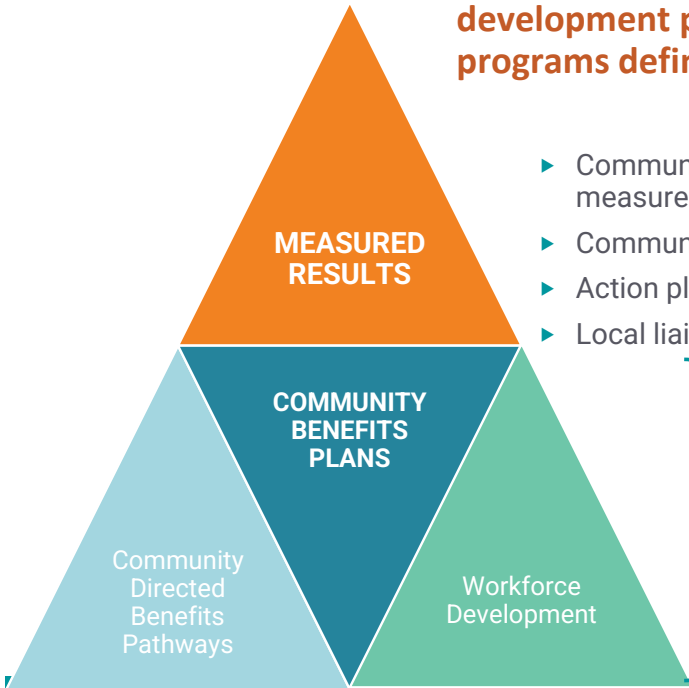 development p
programs defin
Commun
measure
Commun
Action pl
Local liai
MEASURED
RESULTS
COMMUNITY
BENEFITS
PLANS
Community
Directed
Benefits
Pathways
Workforce
Development